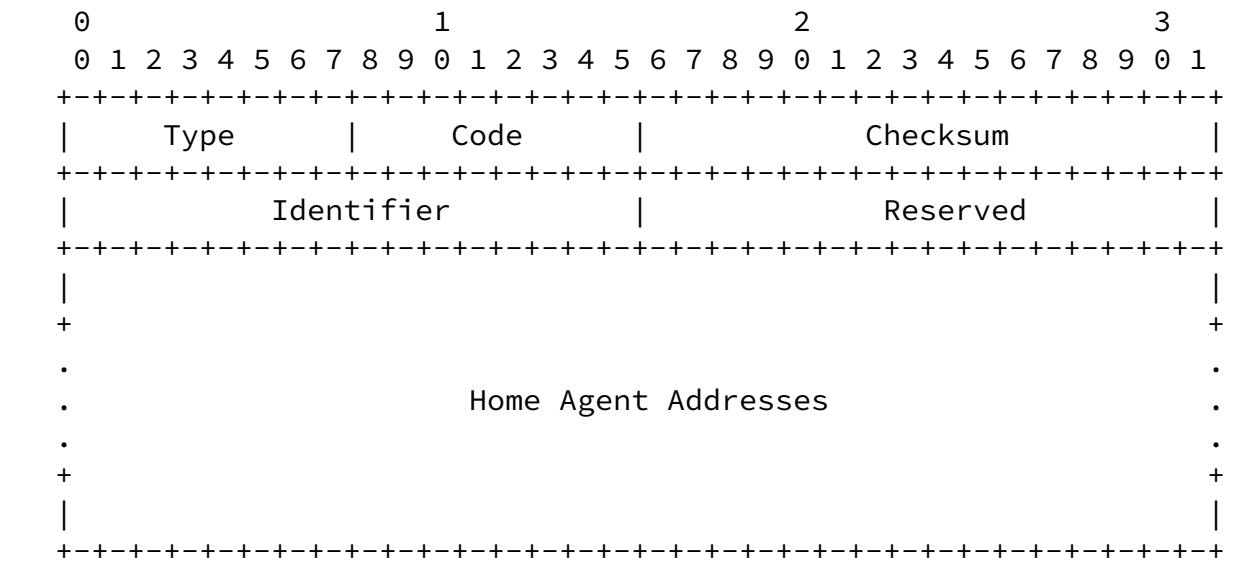 0                   1                   2                   3
 0 1 2 3 4 5 6 7 8 9 0 1 2 3 4 5 6 7 8 9 0 1 2 3 4 5 6 7 8 9 0 1
+-+-+-+-+-+-+-+-+-+-+-+-+-+-+-+-+-+-+-+-+-+-+-+-+-+-+-+-+-+-+-+-+
|     Type      |     Code      |            Checksum           |
+-+-+-+-+-+-+-+-+-+-+-+-+-+-+-+-+-+-+-+-+-+-+-+-+-+-+-+-+-+-+-+-+
|           Identifier          |             Reserved          |
+-+-+-+-+-+-+-+-+-+-+-+-+-+-+-+-+-+-+-+-+-+-+-+-+-+-+-+-+-+-+-+-+
|                                                               |
+                                                               +
.                                                               .
.                      Home Agent Addresses                     .
.                                                               .
+                                                               +
|                                                               |
+-+-+-+-+-+-+-+-+-+-+-+-+-+-+-+-+-+-+-+-+-+-+-+-+-+-+-+-+-+-+-+-+